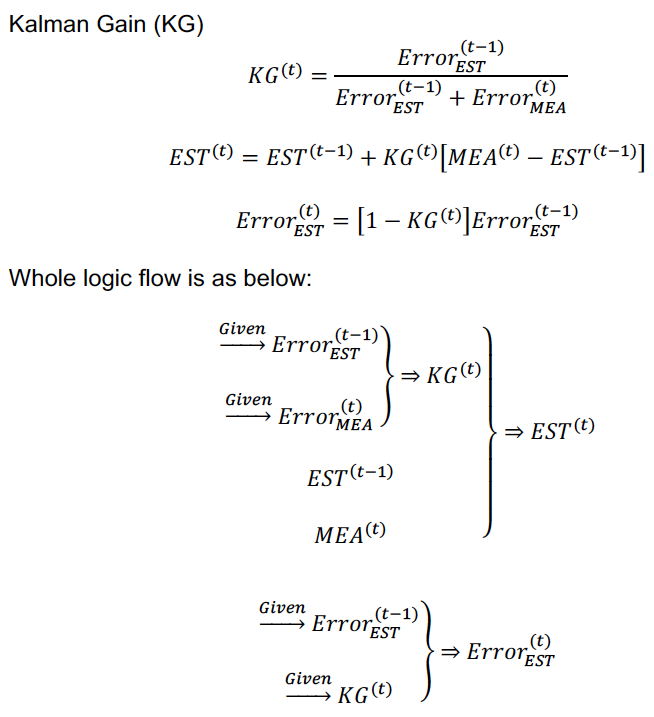 Kalman Gain (KG)
KG^(t) = Error_EST^(t−1) / (Error_EST^(t−1) + Error_MEA^(t))
EST^(t) = EST^(t−1) + KG^(t)[MEA^(t) − EST^(t−1)]
Error_EST^(t) = [1 − KG^(t)]Error_EST^(t−1)
Whole logic flow is as below:
Given → Error_EST^(t−1)
Given → Error_MEA^(t)
} ⇒ KG^(t)
EST^(t−1)
MEA^(t)
} ⇒ EST^(t)
Given → Error_EST^(t−1)
Given → KG^(t)
} ⇒ Error_EST^(t)